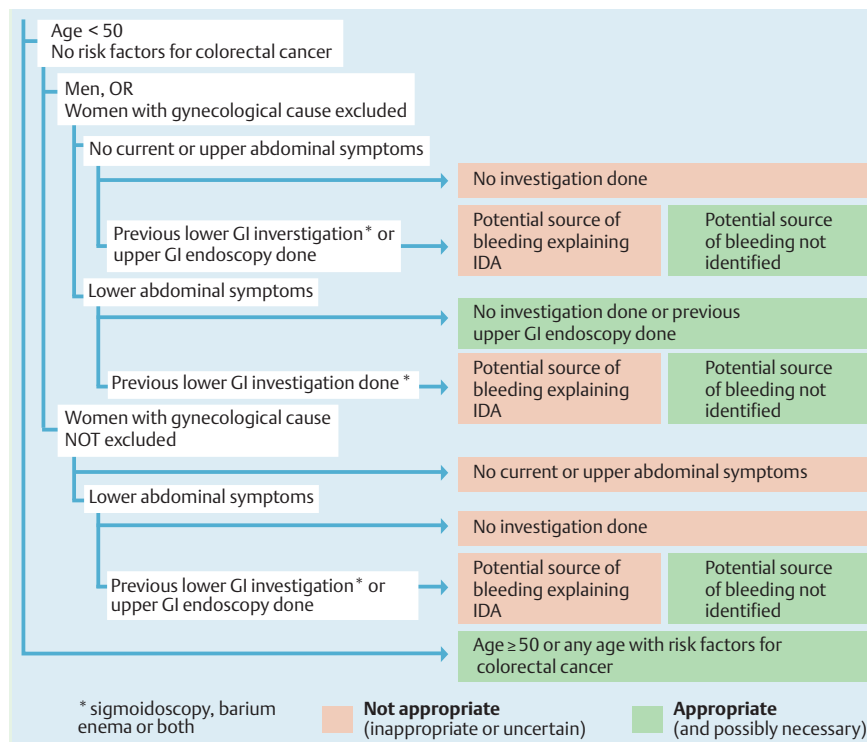 Age < 50
No risk factors for colorectal cancer
Men, OR
Women with gynecological cause excluded
No current or upper abdominal symptoms
No investigation done
Previous lower GI inverstigation* or
upper GI endoscopy done
Potential source of
bleeding explaining
IDA
Potential source
of bleeding not
identified
Lower abdominal symptoms
No investigation done or previous
upper GI endoscopy done
Previous lower GI investigation done *
Potential source of
bleeding explaining
IDA
Potential source
of bleeding not
identified
Women with gynecological cause
NOT excluded
No current or upper abdominal symptoms
Lower abdominal symptoms
No investigation done
Previous lower GI investigation* or
upper GI endoscopy done
Potential source of
bleeding explaining
IDA
Potential source
of bleeding not
identified
Age ≥ 50 or any age with risk factors for
colorectal cancer
* sigmoidoscopy, barium
enema or both
Not appropriate
(inappropriate or uncertain)
Appropriate
(and possibly necessary)